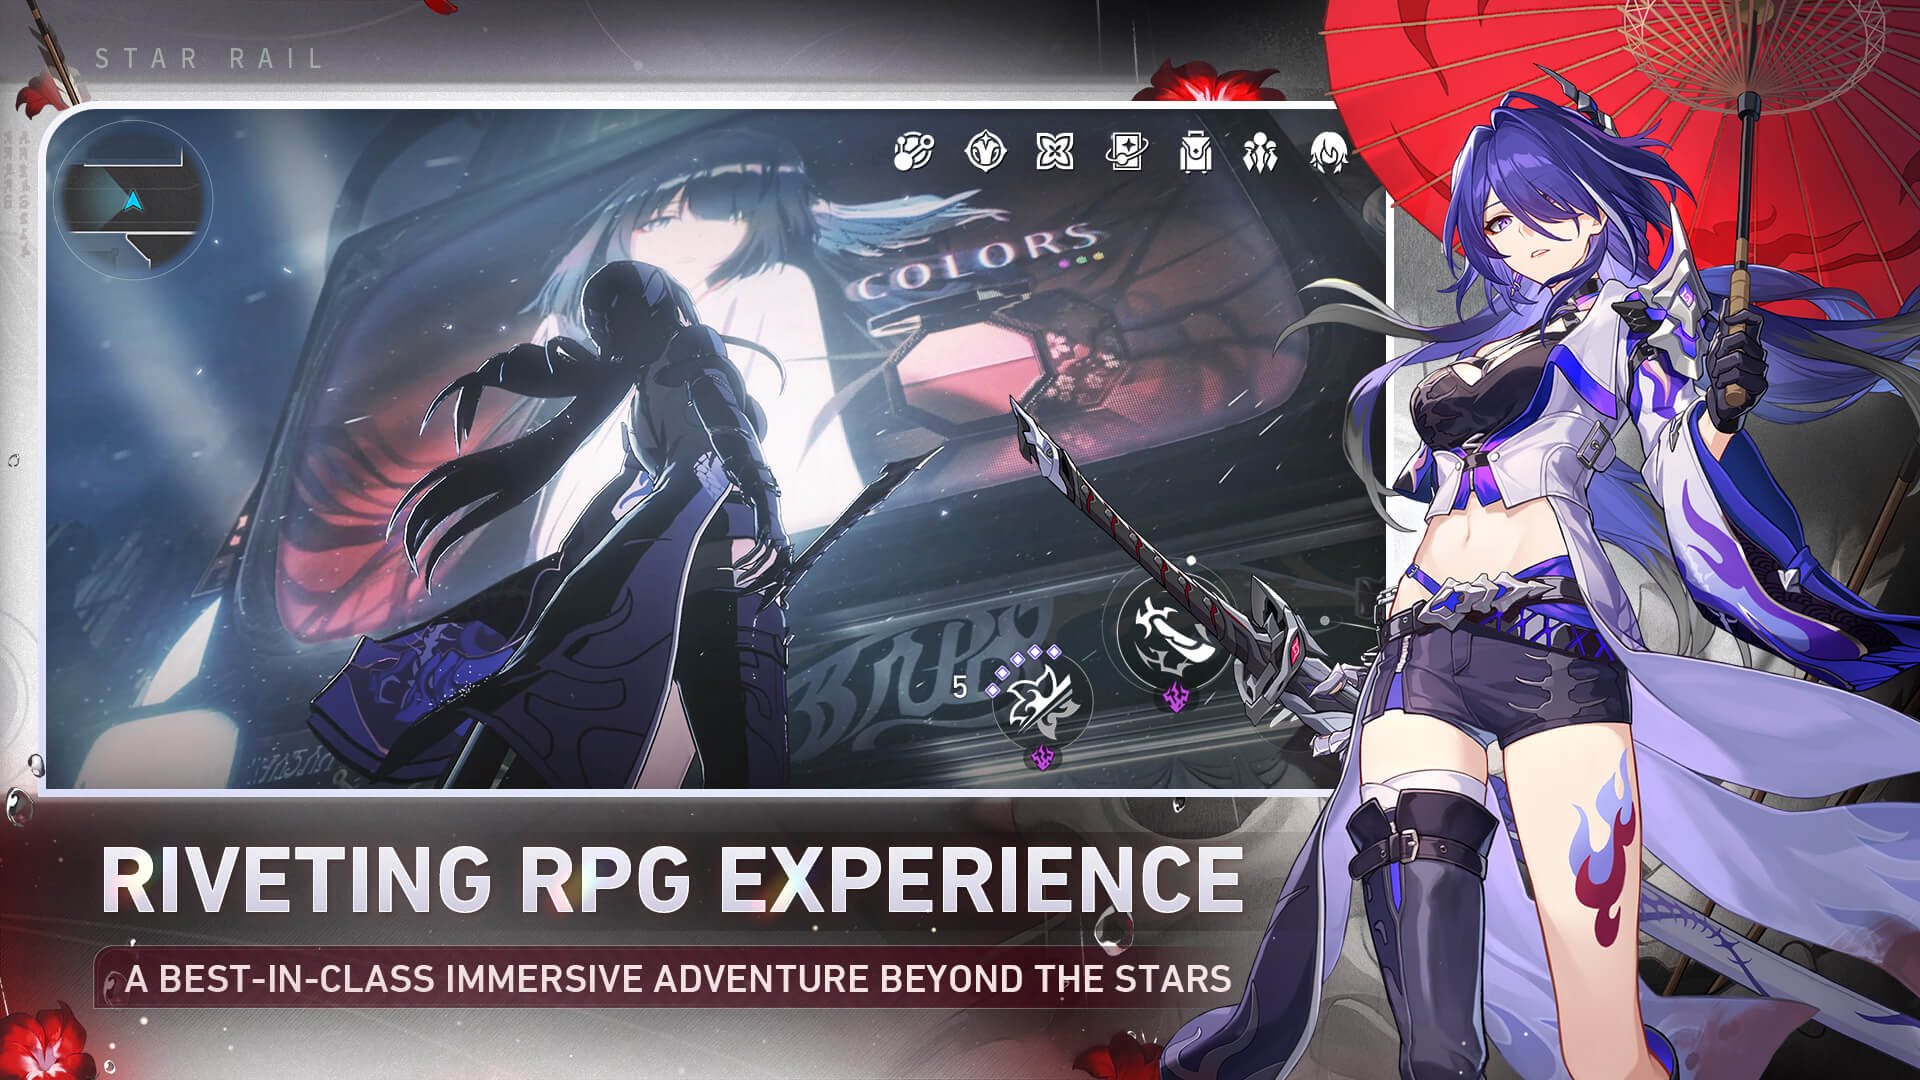 STAR RAIL
COLORS
5
RIVETING RPG EXPERIENCE
A BEST-IN-CLASS IMMERSIVE ADVENTURE BEYOND THE STARS